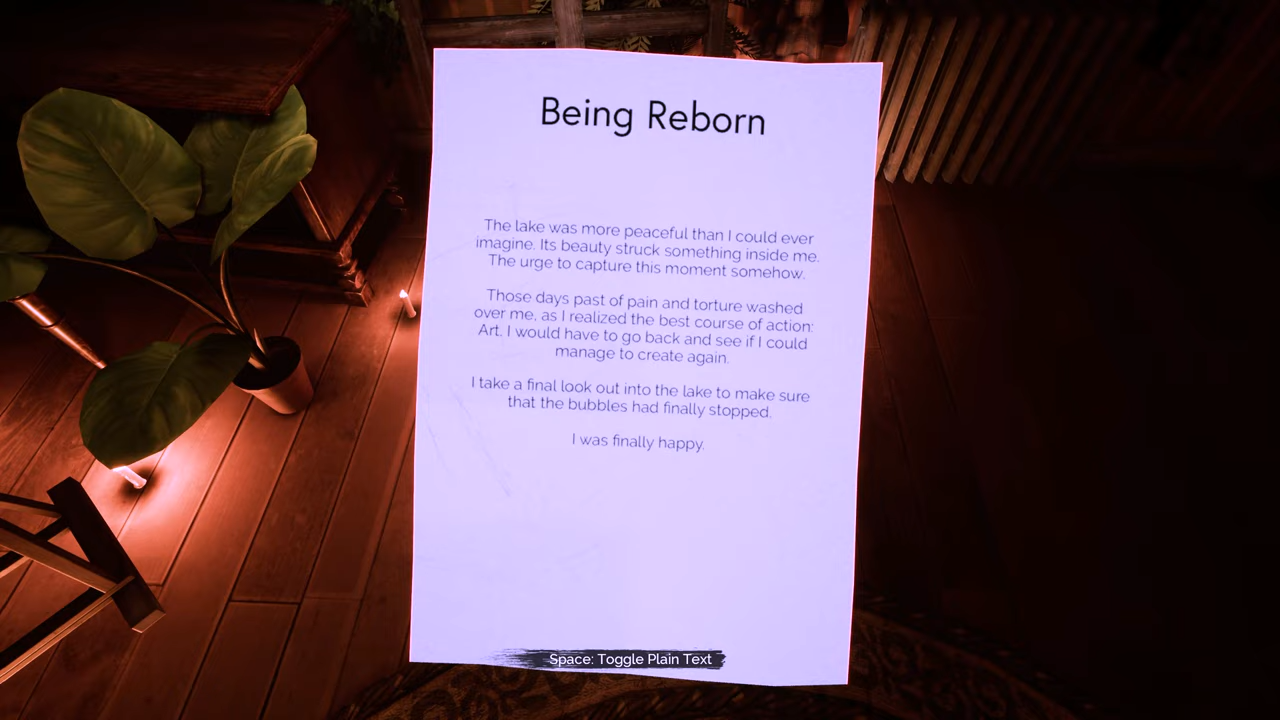 Being Reborn
The lake was more peaceful than I could ever
imagine. Its beauty struck something inside me.
The urge to capture this moment somehow.
Those days past of pain and torture washed
over me, as I realized the best course of action:
Art. I would have to go back and see if I could
manage to create again.
I take a final look out into the lake to make sure
that the bubbles had finally stopped.
I was finally happy.
Space: Toggle Plain Text